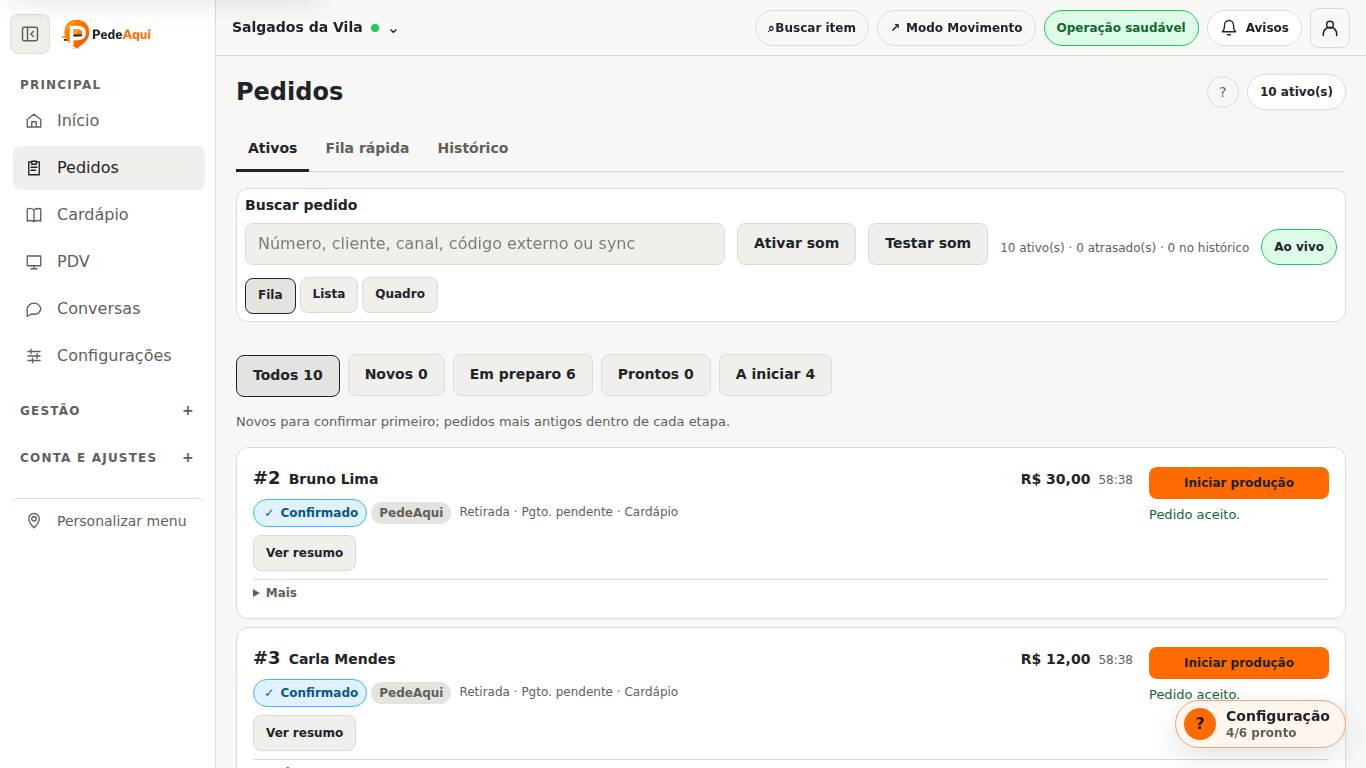 PedeAqui
Salgados da Vila
Buscar item
↗ Modo Movimento
Operação saudável
Avisos
PRINCIPAL
Início
Pedidos
Cardápio
PDV
Conversas
Configurações
GESTÃO +
CONTA E AJUSTES +
Personalizar menu
Pedidos
?
10 ativo(s)
Ativos
Fila rápida
Histórico
Buscar pedido
Número, cliente, canal, código externo ou sync
Ativar som
Testar som
10 ativo(s) · 0 atrasado(s) · 0 no histórico
Ao vivo
Fila
Lista
Quadro
Todos 10
Novos 0
Em preparo 6
Prontos 0
A iniciar 4
Novos para confirmar primeiro; pedidos mais antigos dentro de cada etapa.
#2 Bruno Lima
R$ 30,00 58:38
Iniciar produção
✓ Confirmado
PedeAqui
Retirada · Pgto. pendente · Cardápio
Pedido aceito.
Ver resumo
Mais
#3 Carla Mendes
R$ 12,00 58:38
Iniciar produção
✓ Confirmado
PedeAqui
Retirada · Pgto. pendente · Cardápio
Pedido aceito.
Ver resumo
?
Configuração
4/6 pronto